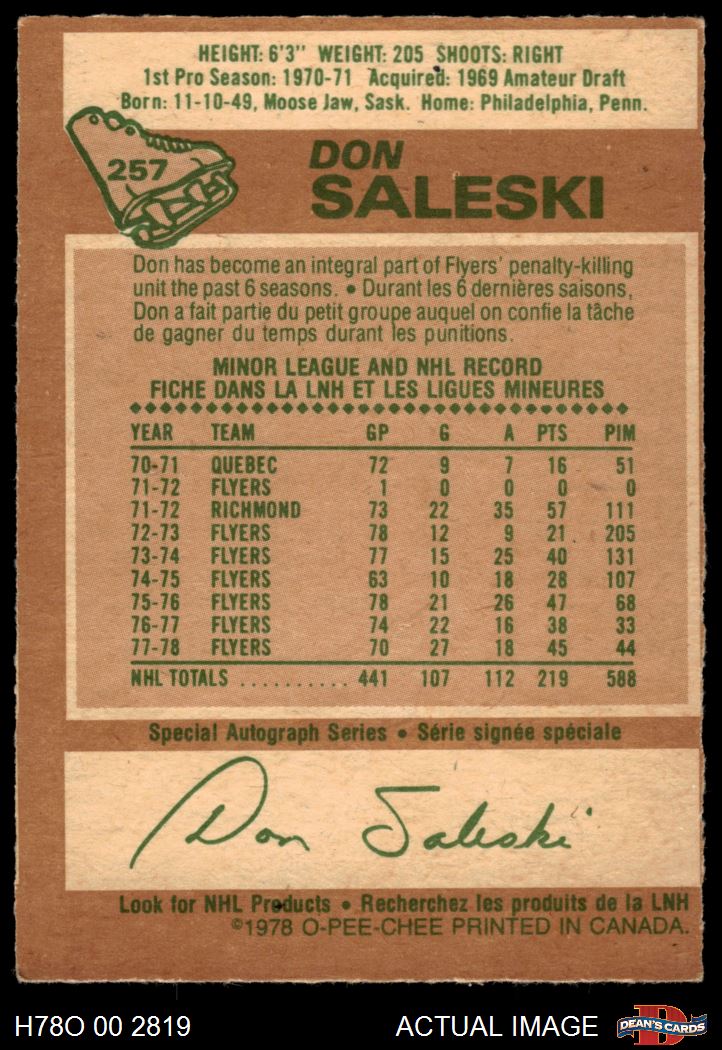 HEIGHT: 6'3" WEIGHT: 205 SHOOTS: RIGHT
1st Pro Season: 1970-71 Acquired: 1969 Amateur Draft
Born: 11-10-49, Moose Jaw, Sask. Home: Philadelphia, Penn.
257
DON
SALESKI
Don has become an integral part of Flyers' penalty-killing
unit the past 6 seasons. • Durant les 6 dernières saisons,
Don a fait partie du petit groupe auquel on confie la tâche
de gagner du temps durant les punitions.
MINOR LEAGUE AND NHL RECORD
FICHE DANS LA LNH ET LES LIGUES MINEURES
YEAR TEAM GP G A PTS PIM
70-71 QUEBEC 72 9 7 16 51
71-72 FLYERS 1 0 0 0 0
71-72 RICHMOND 73 22 35 57 111
72-73 FLYERS 78 12 9 21 205
73-74 FLYERS 77 15 25 40 131
74-75 FLYERS 63 10 18 28 107
75-76 FLYERS 78 21 26 47 68
76-77 FLYERS 74 22 16 38 33
77-78 FLYERS 70 27 18 45 44
NHL TOTALS .......... 441 107 112 219 588
Special Autograph Series • Série signée spéciale
Don Saleski
Look for NHL Products • Recherchez les produits de la LNH
©1978 O-PEE-CHEE PRINTED IN CANADA.
H78O 00 2819 ACTUAL IMAGE D DEAN'S CARDS